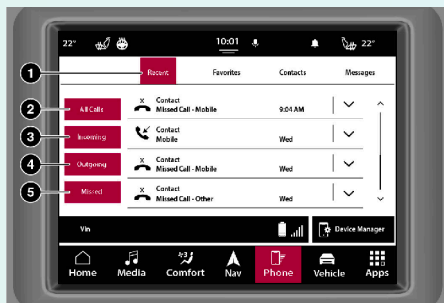 22° 10:01 22°
1 Recent Favorites Contacts Messages
2 All Calls
X Contact
Missed Call - Mobile 9:04 AM
3 Incoming
Contact
Mobile Wed
4 Outgoing
X Contact
Missed Call - Mobile Wed
5 Missed
X Contact
Missed Call - Other Wed
Vin Device Manager
Home Media Comfort Nav Phone Vehicle Apps